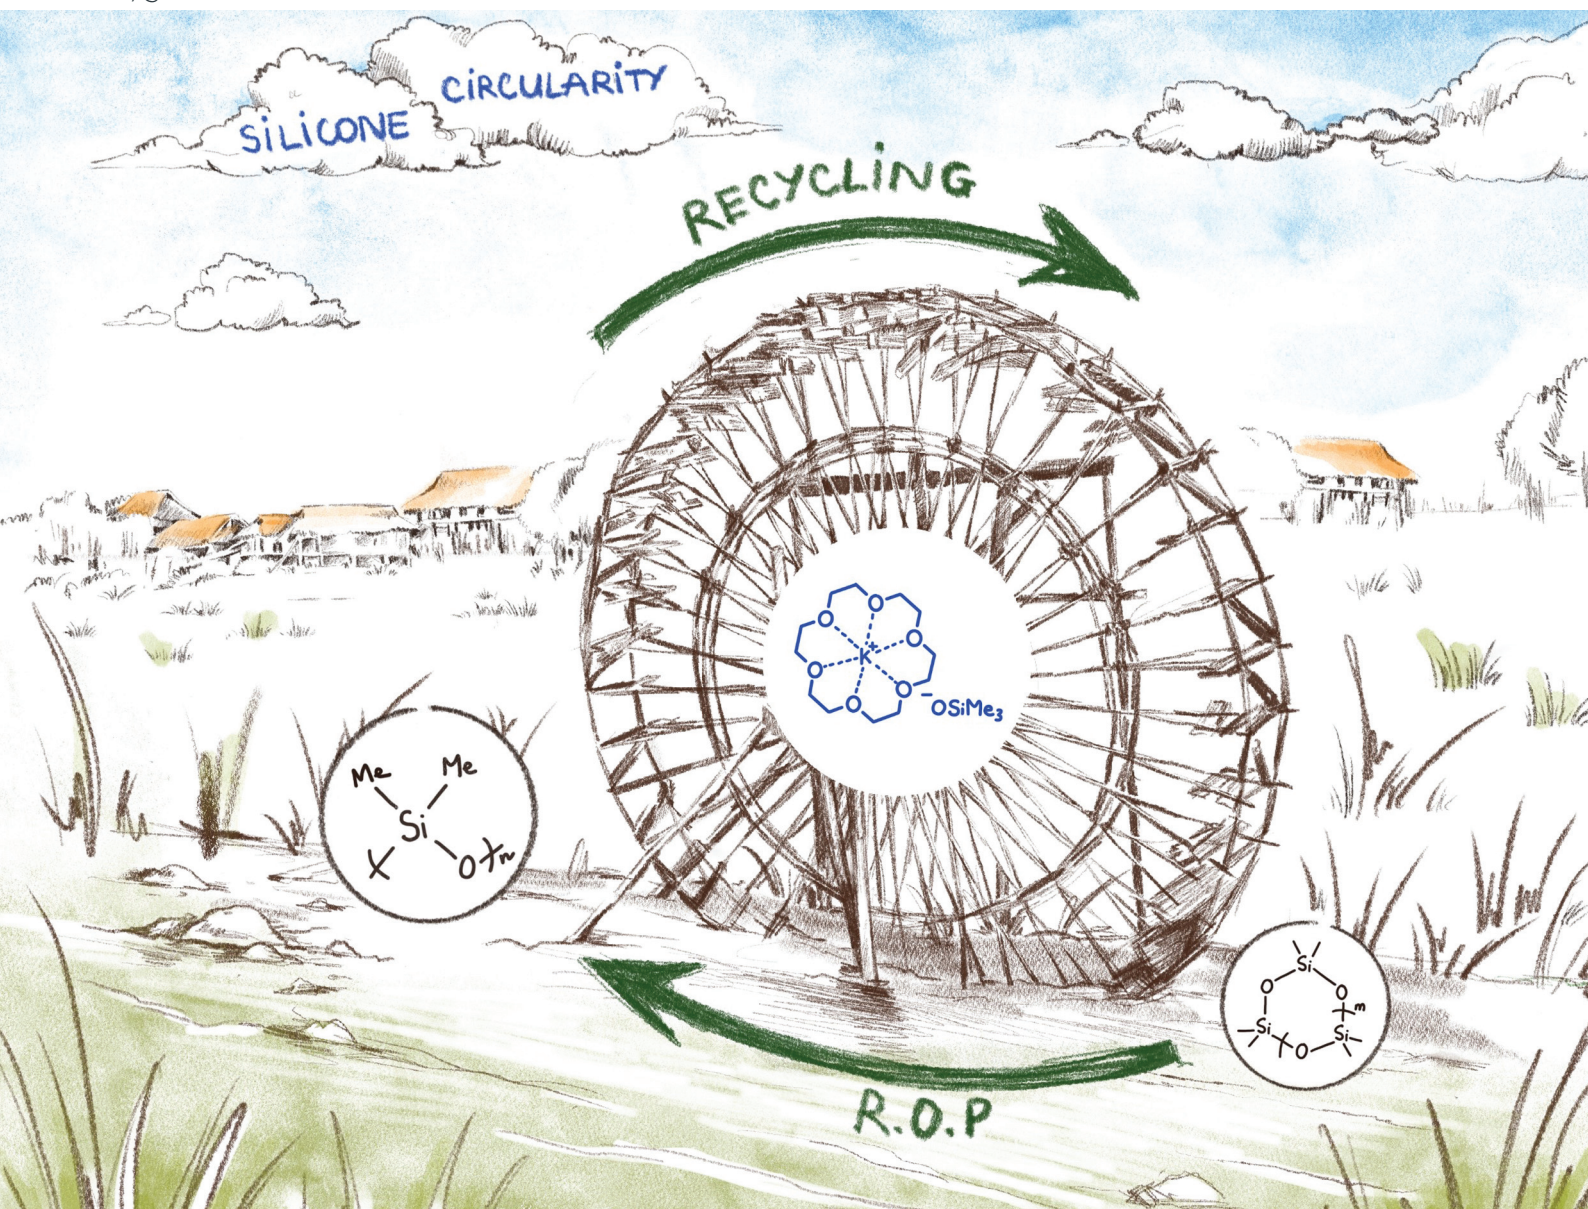 CiRCULARiTY
SiLiCONE
RECYCLiNG
O
O
O
K+
O
O
O
−OSiMe3
Me Me
Si
O n
Si
O O
m
Si Si
O
R.O.P